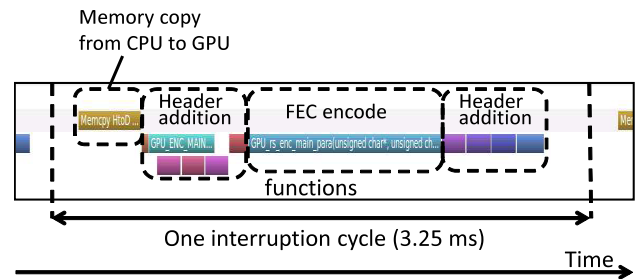 Memory copy
from CPU to GPU
Header
addition
FEC encode
Header
addition
Memcpy HtoD ...
GPU_ENC_MAIN...
GPU_rs_enc_main_para(unsigned char*, unsigned ch...
functions
One interruption cycle (3.25 ms)
Time